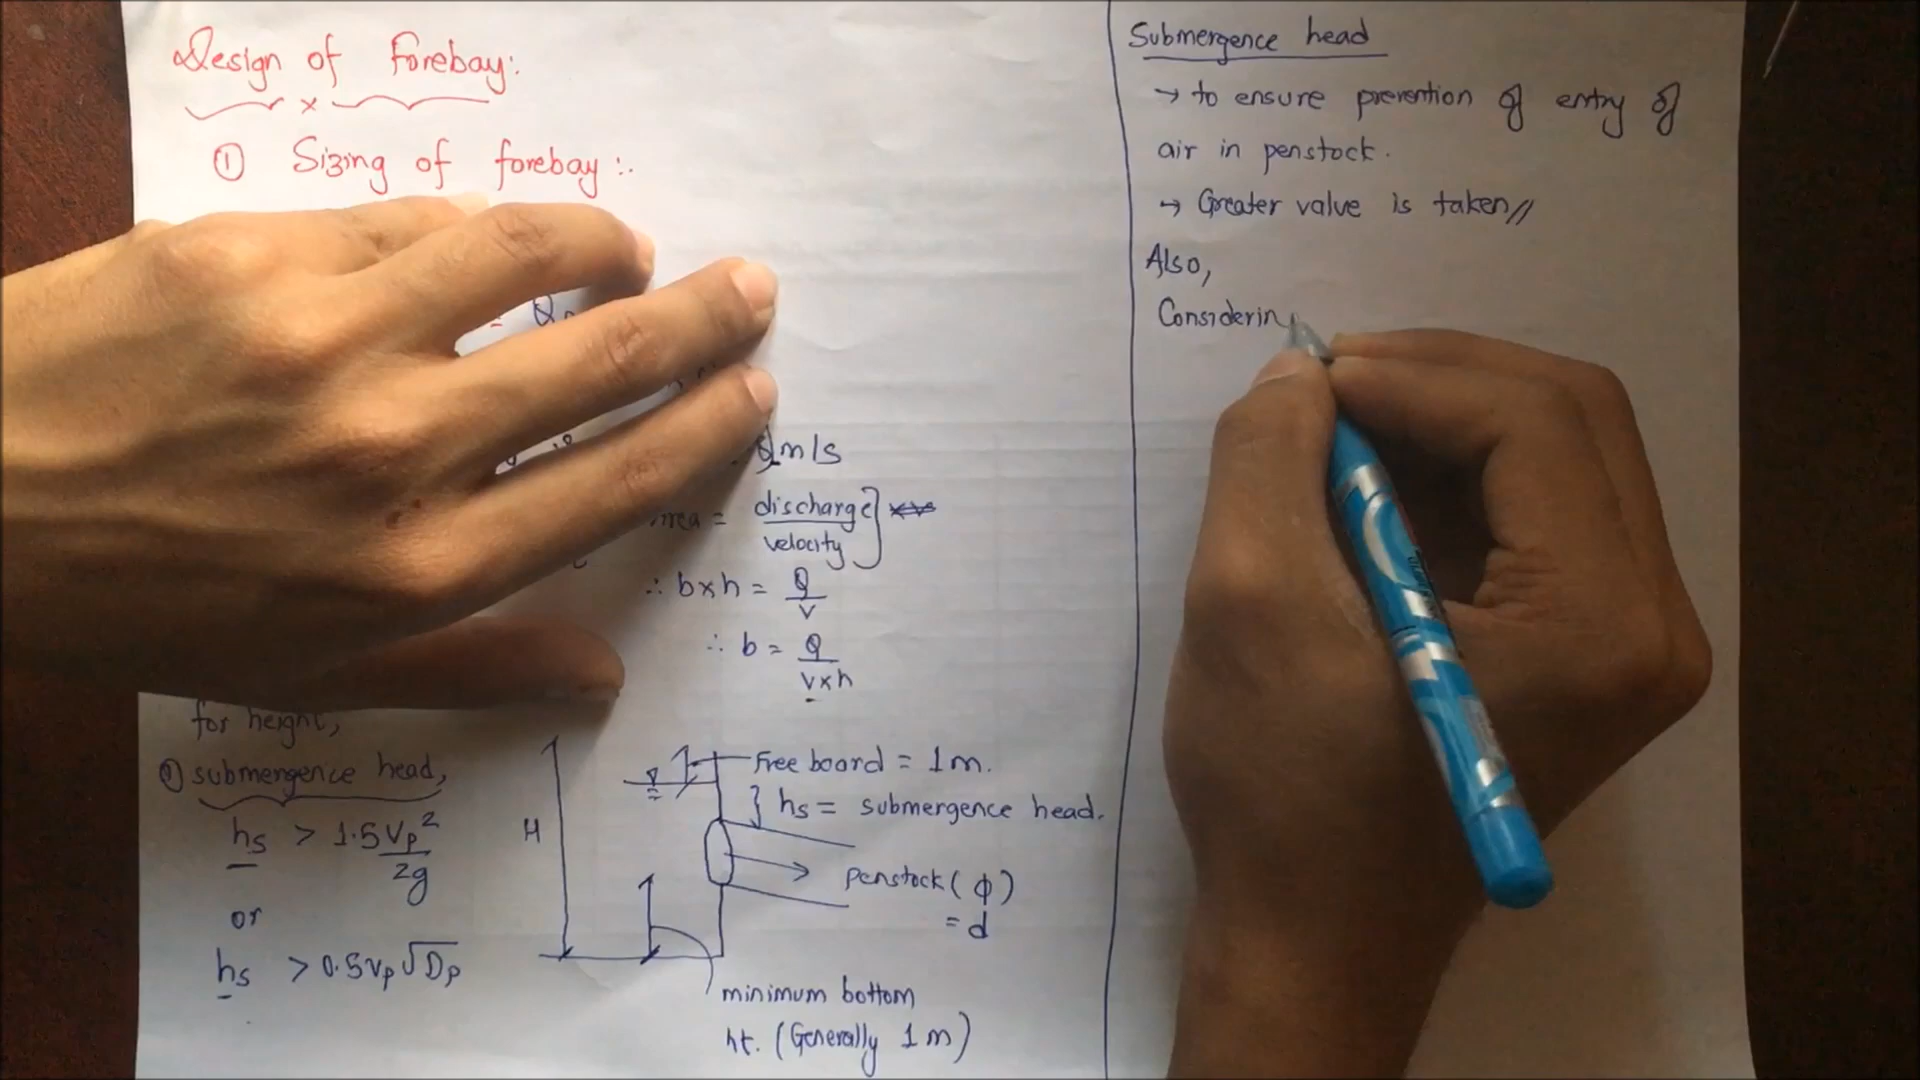 Design of Forebay:
① Sizing of forebay :-
= Q
m/s
Area = discharge
velocity
∴ b×h = Q
v
∴ b = Q
v×h
for height,
① submergence head,
hs > 1.5 Vp²
2g
or
hs > 0.5 Vp √Dp
H
Free board = 1m.
hs = submergence head.
penstock (ϕ)
= d
minimum bottom
ht. (Generally 1 m)
Submergence head
→ to ensure prevention of entry of
air in penstock.
→ Greater value is taken//
Also,
Considerin